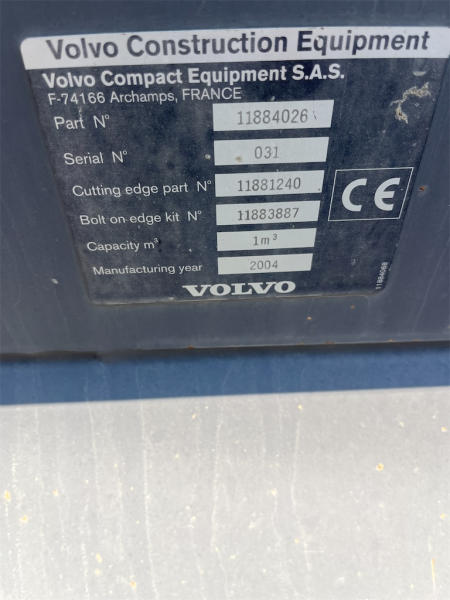 Volvo Construction Equipment
Volvo Compact Equipment S.A.S.
F-74166 Archamps, FRANCE
Part N° 11884026
Serial N° 031
Cutting edge part N° 11881240
Bolt on edge kit N° 11883887
Capacity m³ 1m³
Manufacturing year 2004
CE
VOLVO
11884068